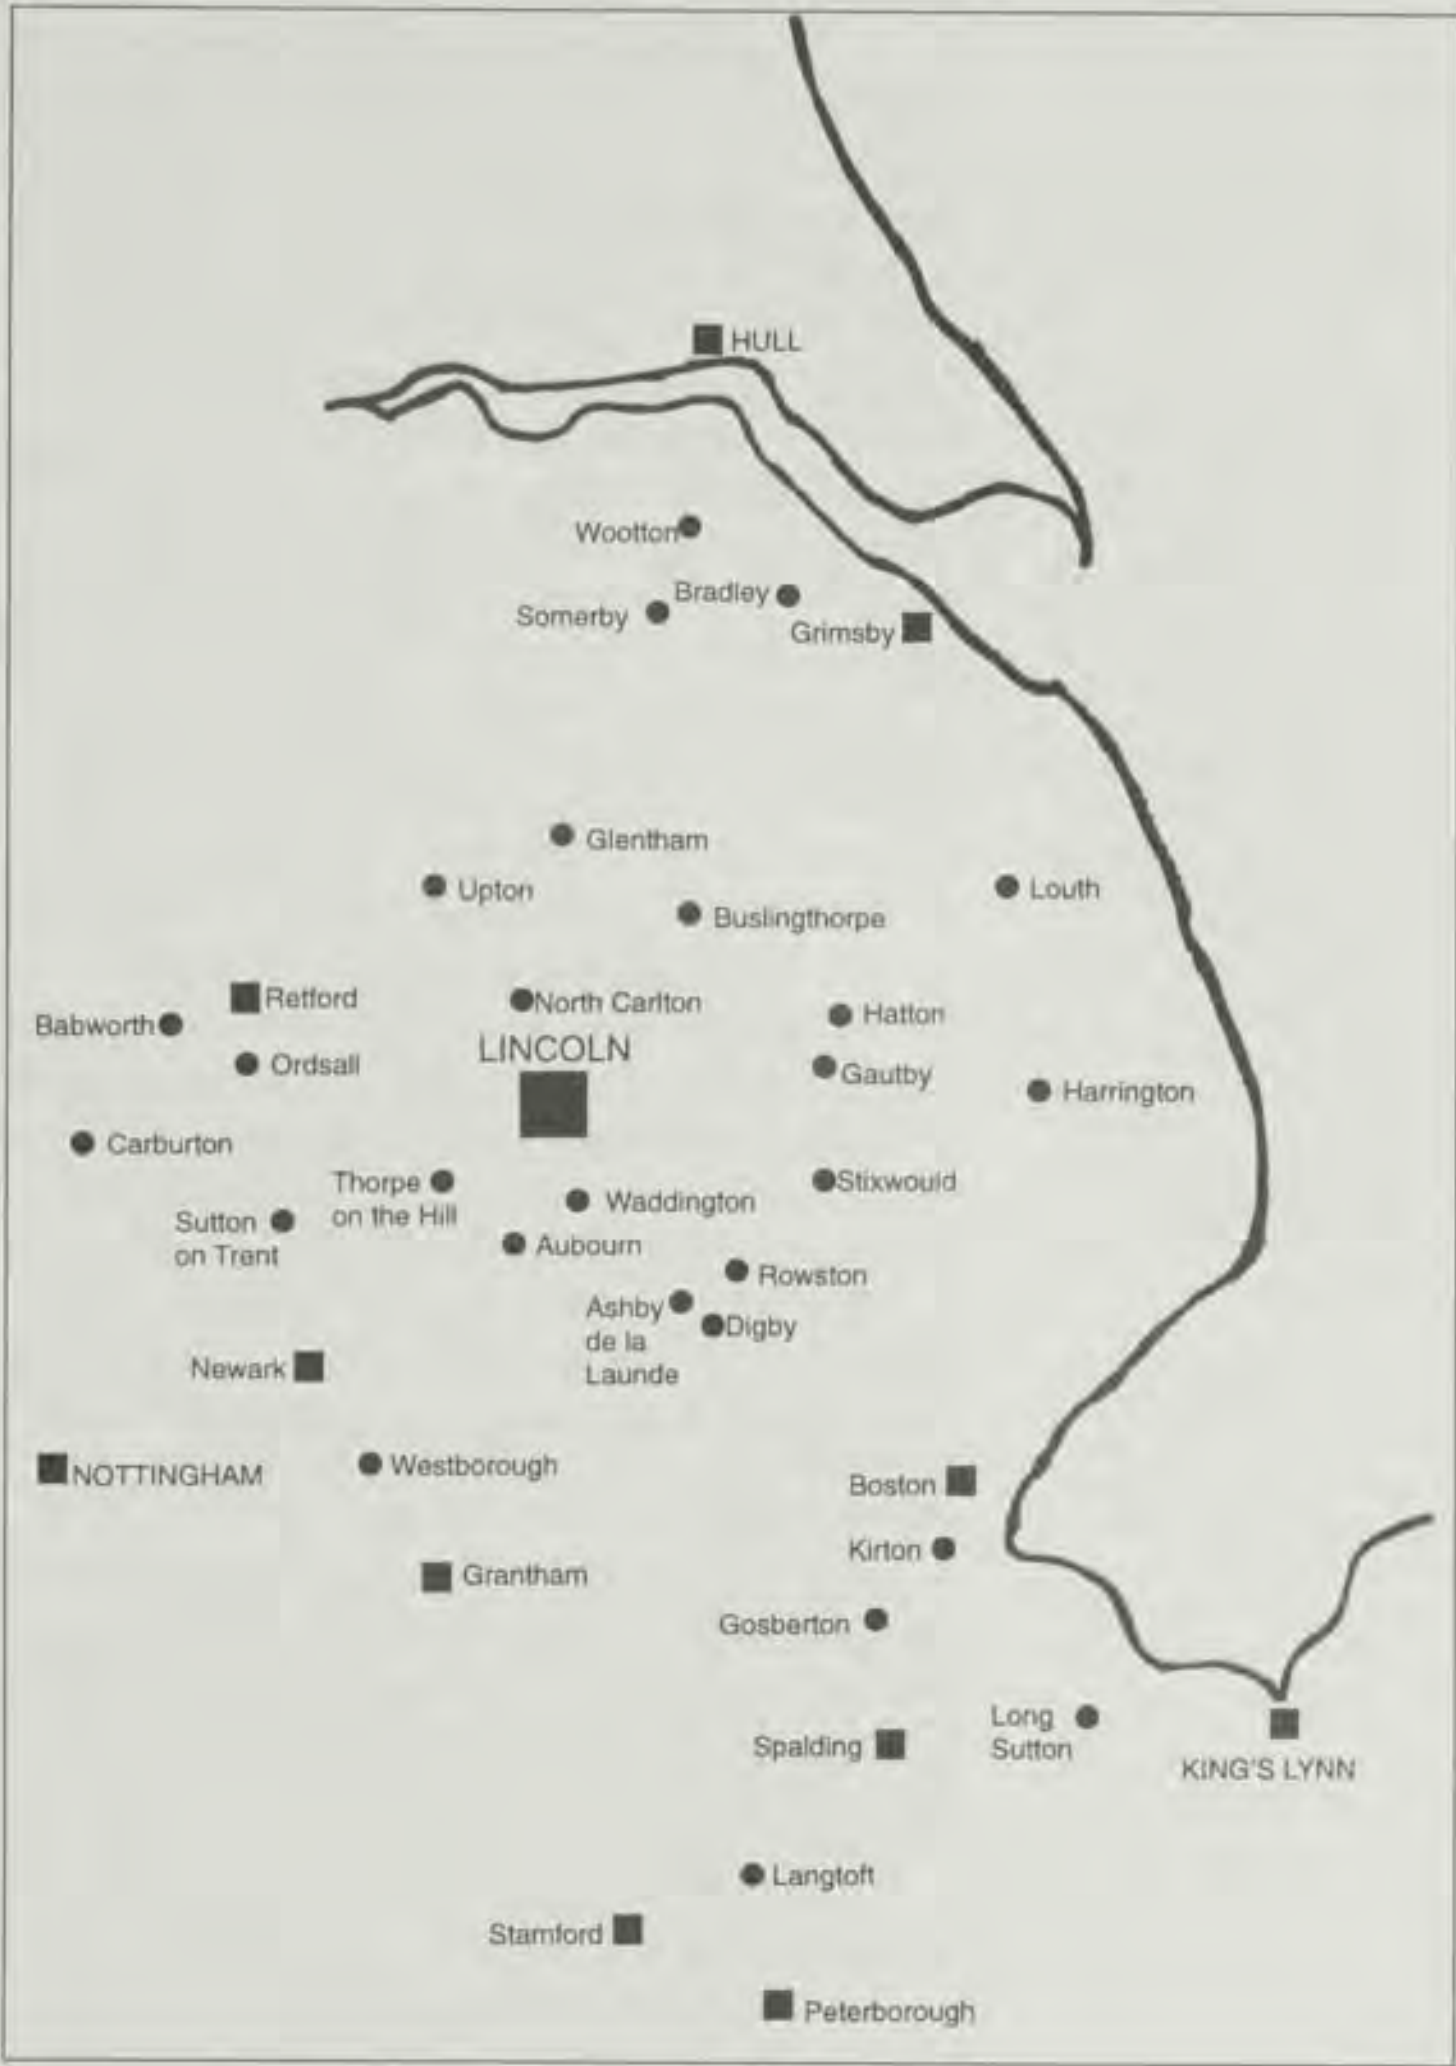 HULL
Wootton
Bradley
Somerby
Grimsby
Glentham
Upton
Louth
Buslingthorpe
Retford
North Carlton
Babworth
Hatton
LINCOLN
Ordsall
Gautby
Harrington
Carburton
Thorpe
on the Hill
Stixwould
Waddington
Sutton
on Trent
Aubourn
Rowston
Ashby
de la
Launde
Digby
Newark
NOTTINGHAM
Westborough
Boston
Kirton
Grantham
Gosberton
Long
Sutton
Spalding
KING'S LYNN
Langtoft
Stamford
Peterborough